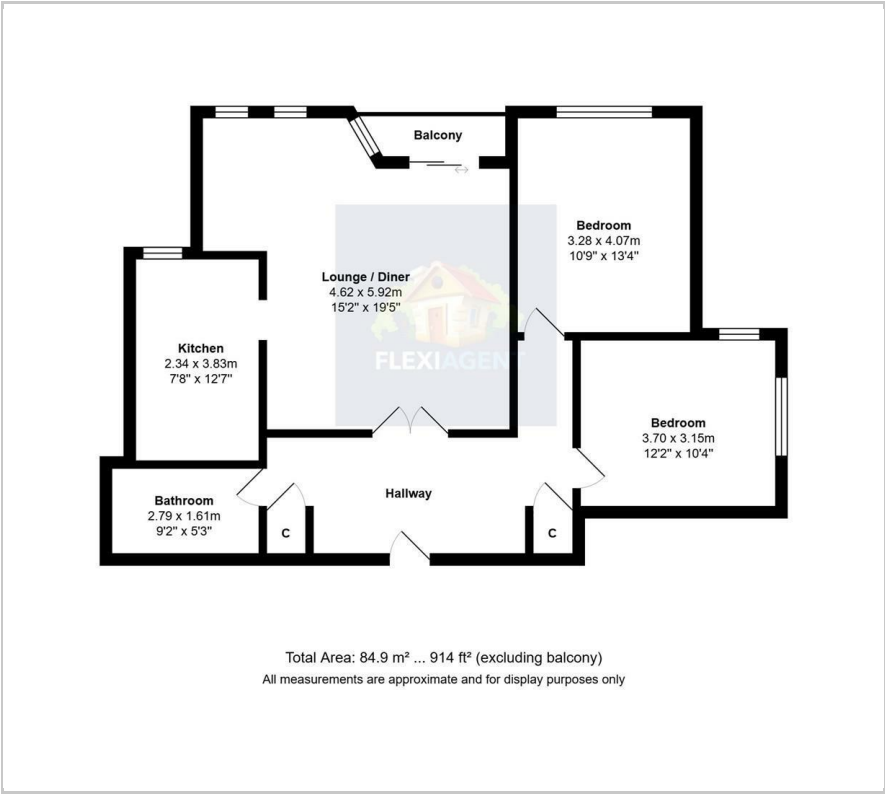 Balcony
Bedroom
3.28 x 4.07m
10'9" x 13'4"
Lounge / Diner
4.62 x 5.92m
15'2" x 19'5"
Kitchen
2.34 x 3.83m
7'8" x 12'7"
FLEXIAGENT
Bedroom
3.70 x 3.15m
12'2" x 10'4"
Bathroom
2.79 x 1.61m
9'2" x 5'3"
Hallway
C
C
Total Area: 84.9 m² ... 914 ft² (excluding balcony)
All measurements are approximate and for display purposes only